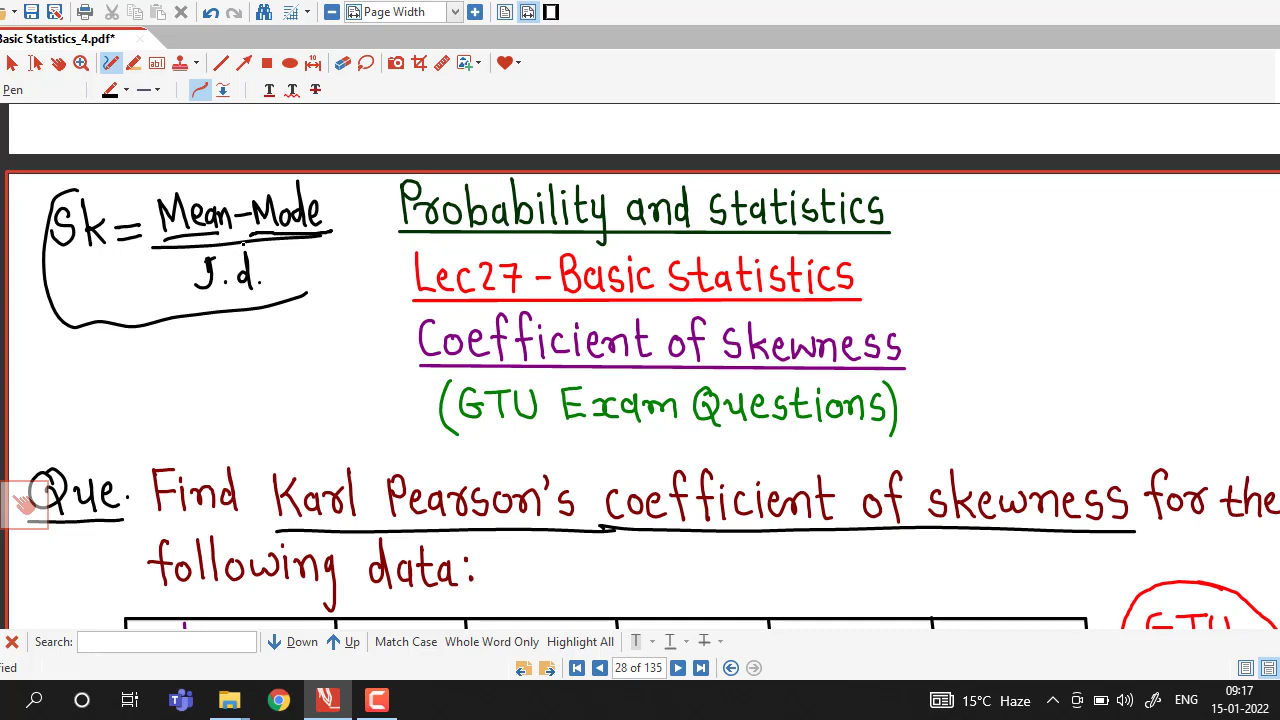 Page Width
Basic Statistics_4.pdf*
Pen
Sk = Mean-Mode
s.d.
Probability and statistics
Lec27-Basic Statistics
Coefficient of skewness
(GTU Exam Questions)
Que. Find Karl Pearson's coefficient of skewness for the
following data:
GTU
Search:
Down
Up
Match Case
Whole Word Only
Highlight All
fied
28 of 135
15°C Haze
ENG
09:17
15-01-2022